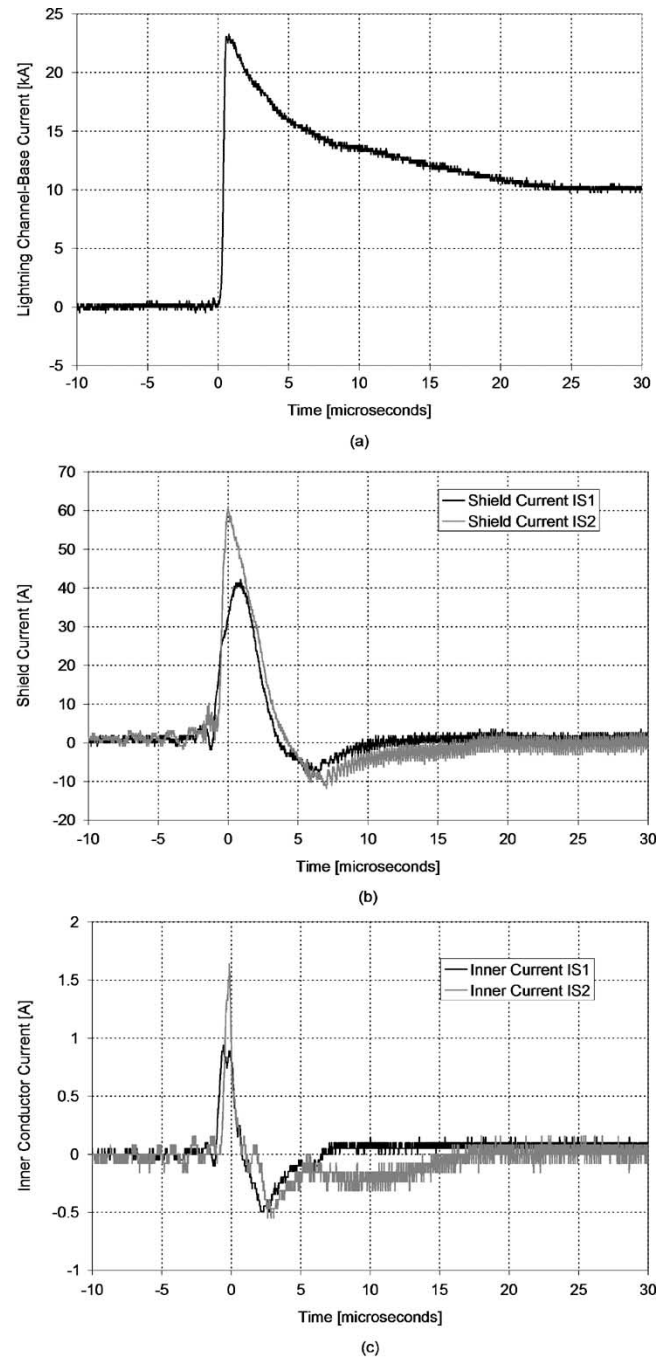 25
20
15
10
5
0
-5
Lightning Channel-Base Current [kA]
-10 -5 0 5 10 15 20 25 30
Time [microseconds]
(a)
70
60
50
40
30
20
10
0
-10
-20
Shield Current [A]
Shield Current IS1
Shield Current IS2
-10 -5 0 5 10 15 20 25 30
Time [microseconds]
(b)
2
1.5
1
0.5
0
-0.5
-1
Inner Conductor Current [A]
Inner Current IS1
Inner Current IS2
-10 -5 0 5 10 15 20 25 30
Time [microseconds]
(c)